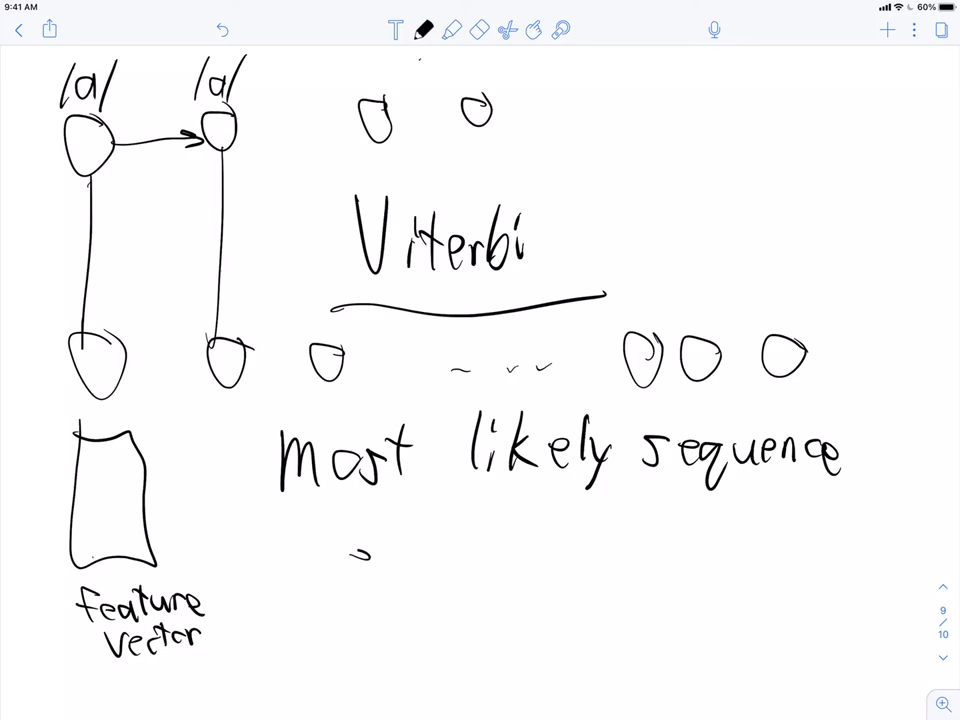 9:41 AM
60%
/a/ /a/
Viterbi
most likely sequence
feature
vector
9
/
10